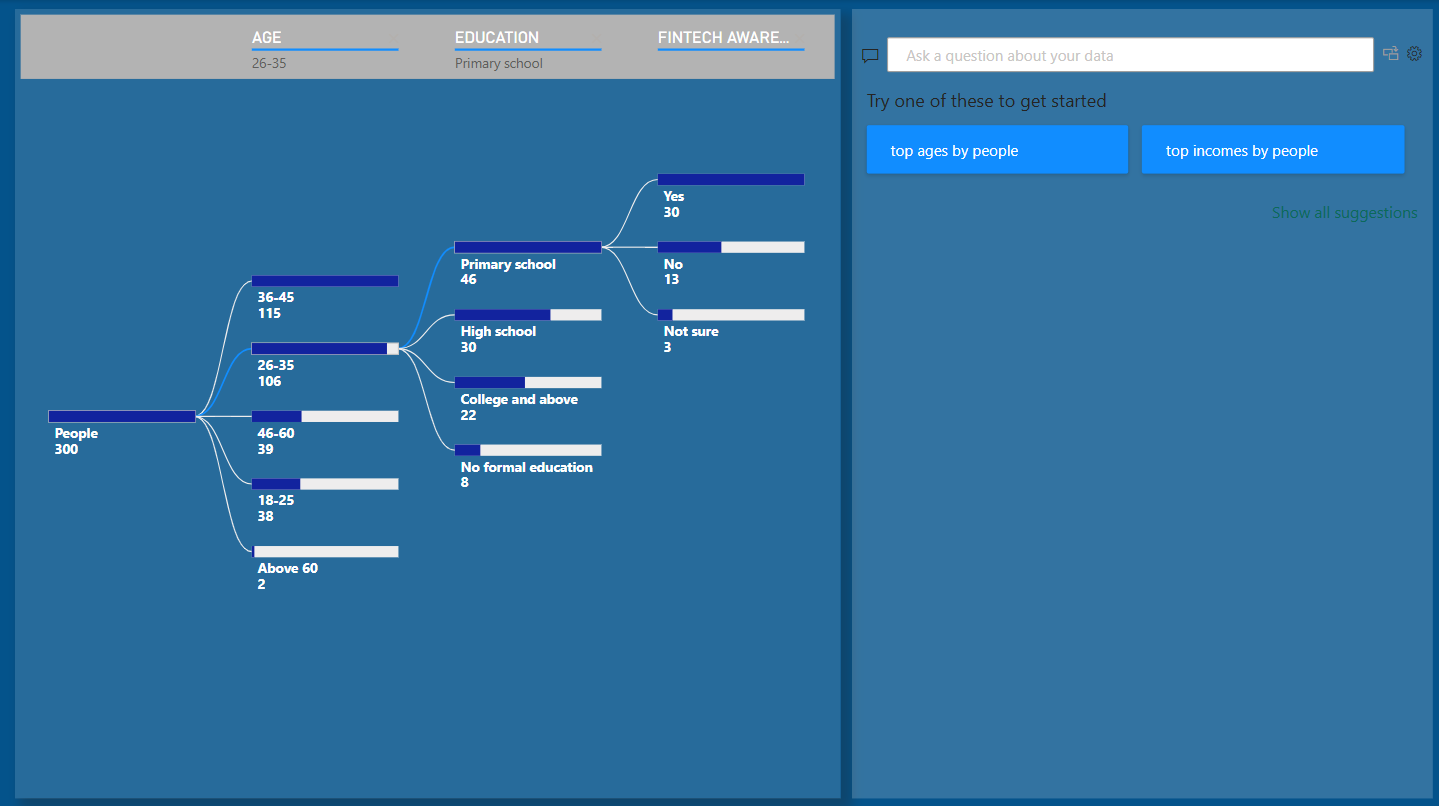 AGE
EDUCATION
FINTECH AWARE...
26-35
Primary school
People
300
36-45
115
26-35
106
46-60
39
18-25
38
Above 60
2
Primary school
46
High school
30
College and above
22
No formal education
8
Yes
30
No
13
Not sure
3
Ask a question about your data
Try one of these to get started
top ages by people
top incomes by people
Show all suggestions